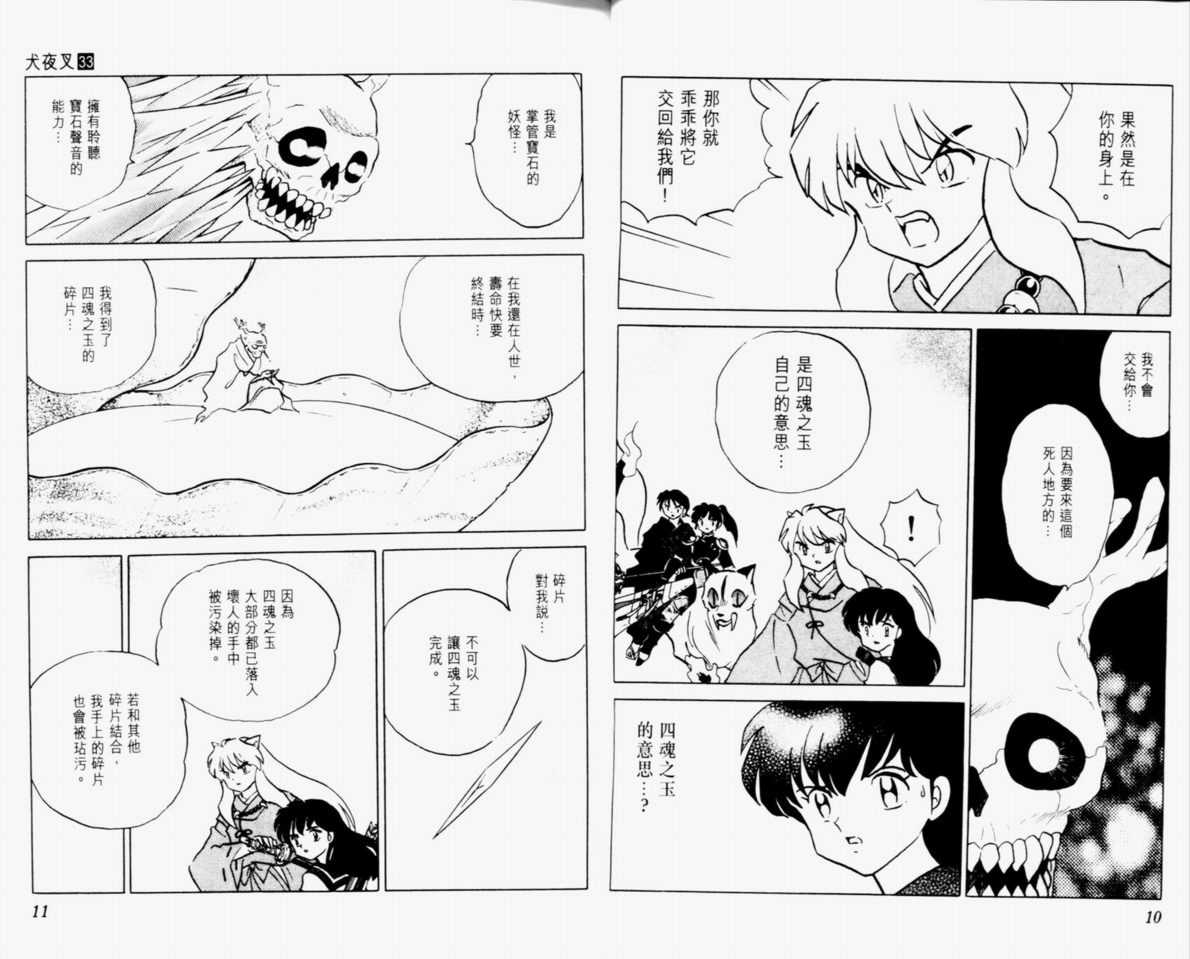 果然是在
你的身上。
那你就
乖乖將它
交回給我們！
我不會
交給你…
因為要來這個
死人地方的…
是四魂之玉
自己的意思…
！
四魂之玉
的意思…？
10
犬夜叉33
我是
掌管寶石的
妖怪…
擁有聆聽
寶石聲音的
能力…
在我還在人世，
壽命快要
終結時…
我得到了
四魂之玉的
碎片…
碎片
對我說…
不可以
讓四魂之玉
完成。
因為
四魂之玉
大部分都已落入
壞人的手中
被污染掉。
若和其他
碎片結合，
我手上的碎片
也會被玷污。
11